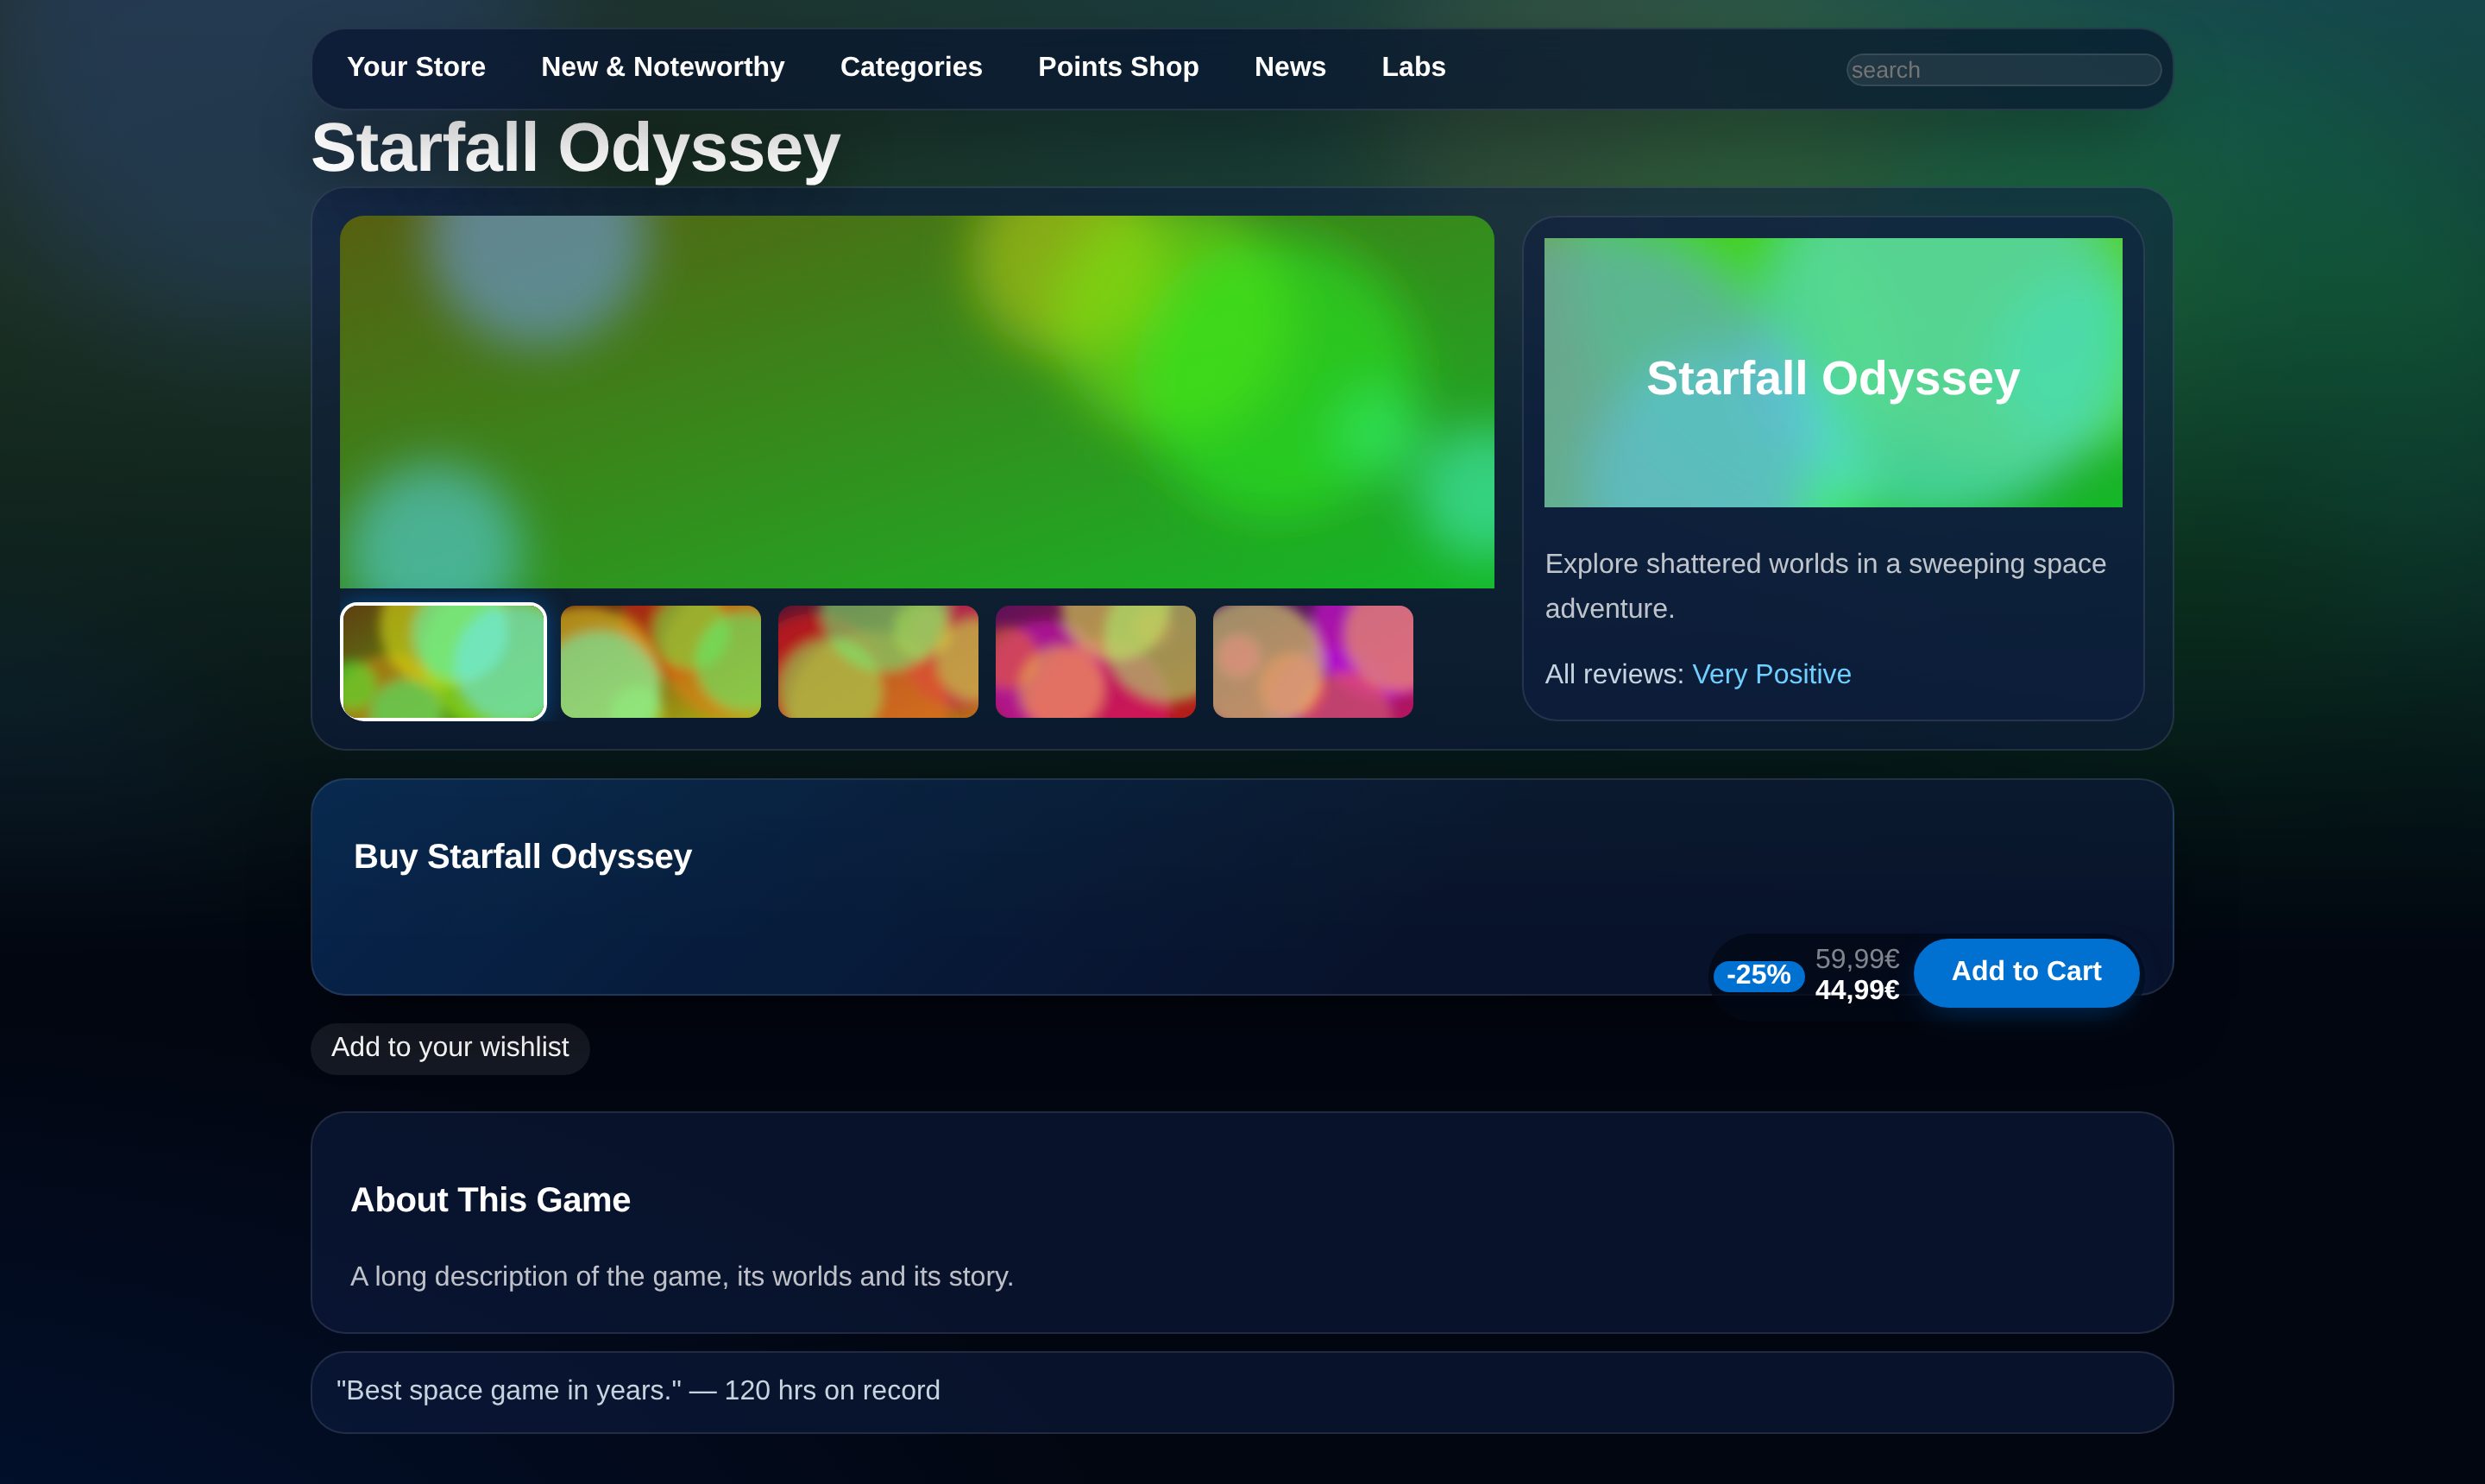 Your Store New & Noteworthy Categories Points Shop News Labs search
Starfall Odyssey
Starfall Odyssey
Explore shattered worlds in a sweeping space
adventure.
All reviews: Very Positive
Buy Starfall Odyssey
-25% 59,99€ 44,99€ Add to Cart
Add to your wishlist
About This Game
A long description of the game, its worlds and its story.
"Best space game in years." — 120 hrs on record